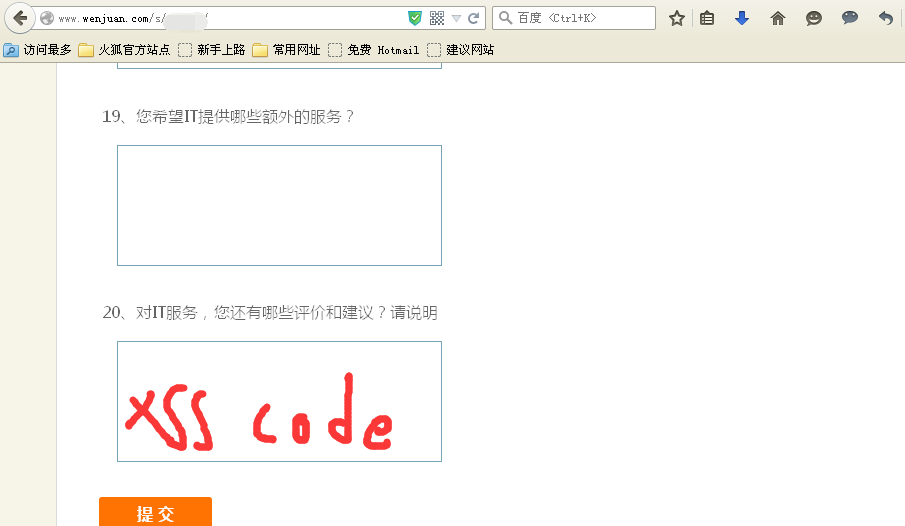 www.wenjuan.com/s/
百度 <Ctrl+K>
访问最多 火狐官方站点 新手上路 常用网址 免费 Hotmail 建议网站
19、您希望IT提供哪些额外的服务？
20、对IT服务，您还有哪些评价和建议？请说明
xss code
提交